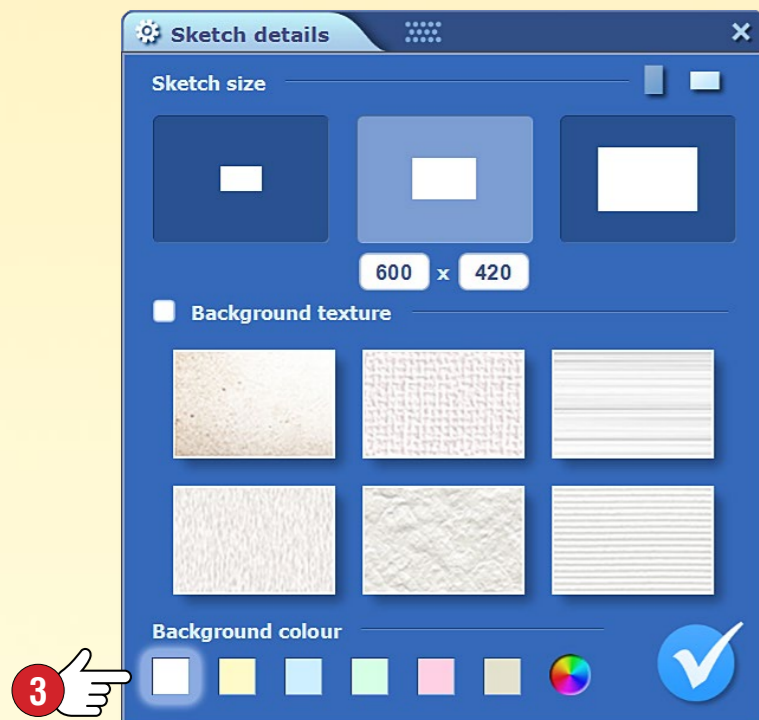 Sketch details
Sketch size
600 x 420
Background texture
Background colour
3